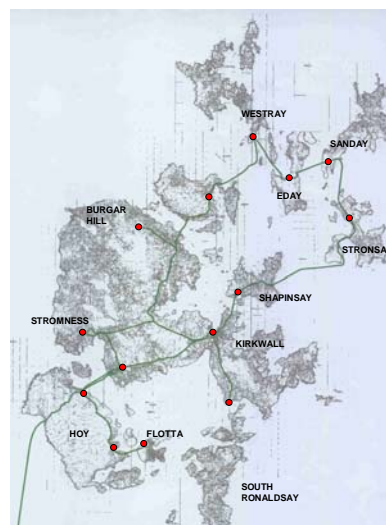 WESTRAY
SANDAY
EDAY
BURGAR
HILL
STRONSA
SHAPINSAY
STROMNESS
KIRKWALL
HOY
FLOTTA
SOUTH
RONALDSAY